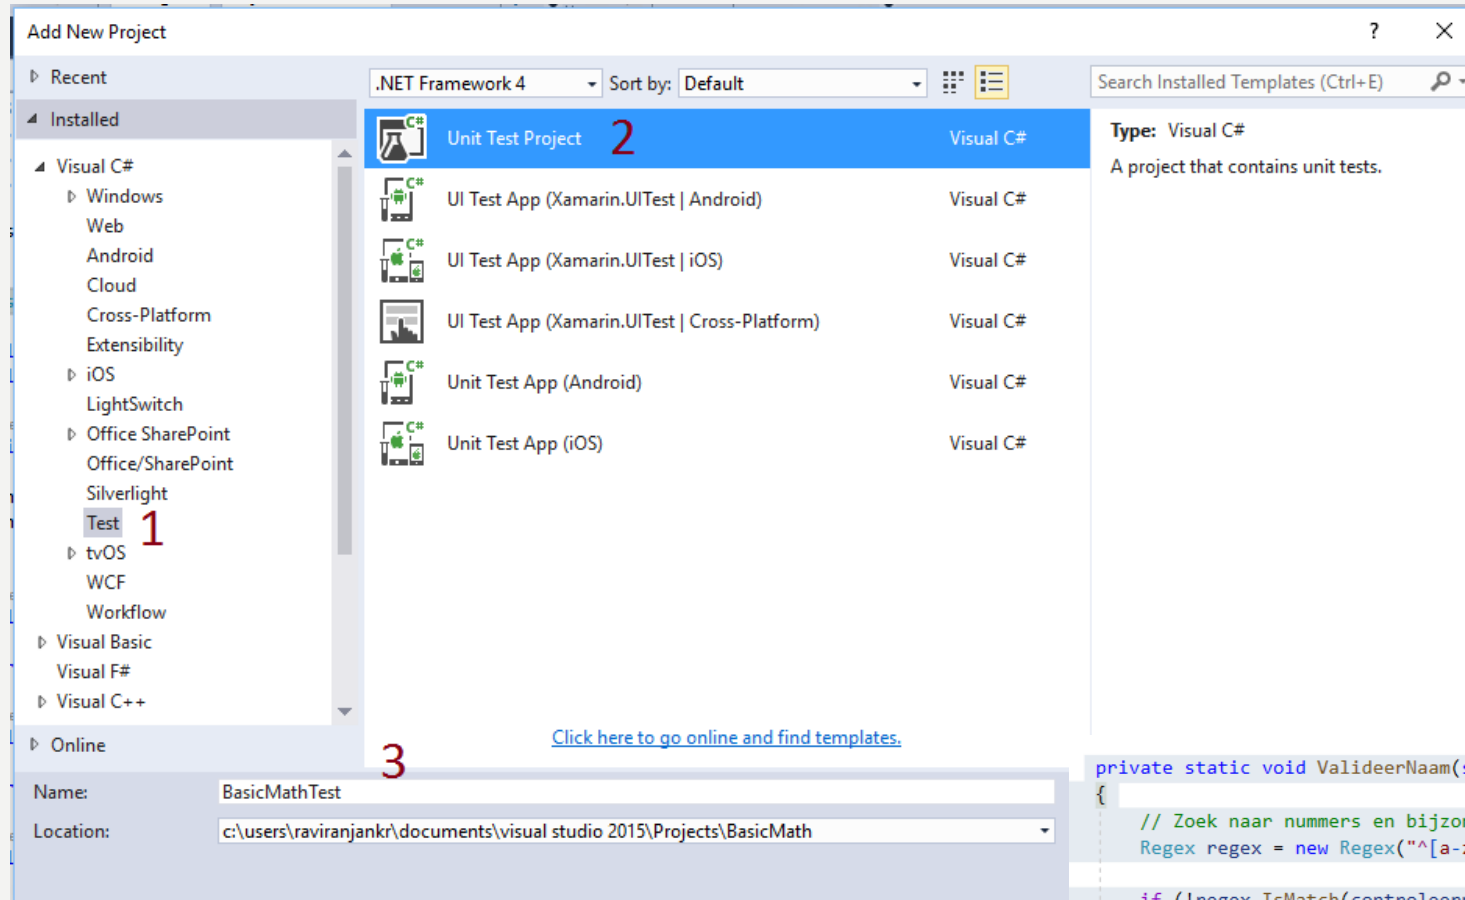 Add New Project
?
Recent
.NET Framework 4
Sort by:
Default
Search Installed Templates (Ctrl+E)
Installed
Visual C#
Windows
Web
Android
Cloud
Cross-Platform
Extensibility
iOS
LightSwitch
Office SharePoint
Office/SharePoint
Silverlight
Test 1
tvOS
WCF
Workflow
Visual Basic
Visual F#
Visual C++
Online
C# Unit Test Project 2 Visual C#
C# UI Test App (Xamarin.UITest | Android) Visual C#
C# UI Test App (Xamarin.UITest | iOS) Visual C#
UI Test App (Xamarin.UITest | Cross-Platform) Visual C#
C# Unit Test App (Android) Visual C#
C# Unit Test App (iOS) Visual C#
Click here to go online and find templates.
Type: Visual C#
A project that contains unit tests.
3
Name: BasicMathTest
Location: c:\users\raviranjankr\documents\visual studio 2015\Projects\BasicMath
private static void ValideerNaam(
{
// Zoek naar nummers en
Regex regex = new Regex("^[a-
if (!regex.IsMatch(